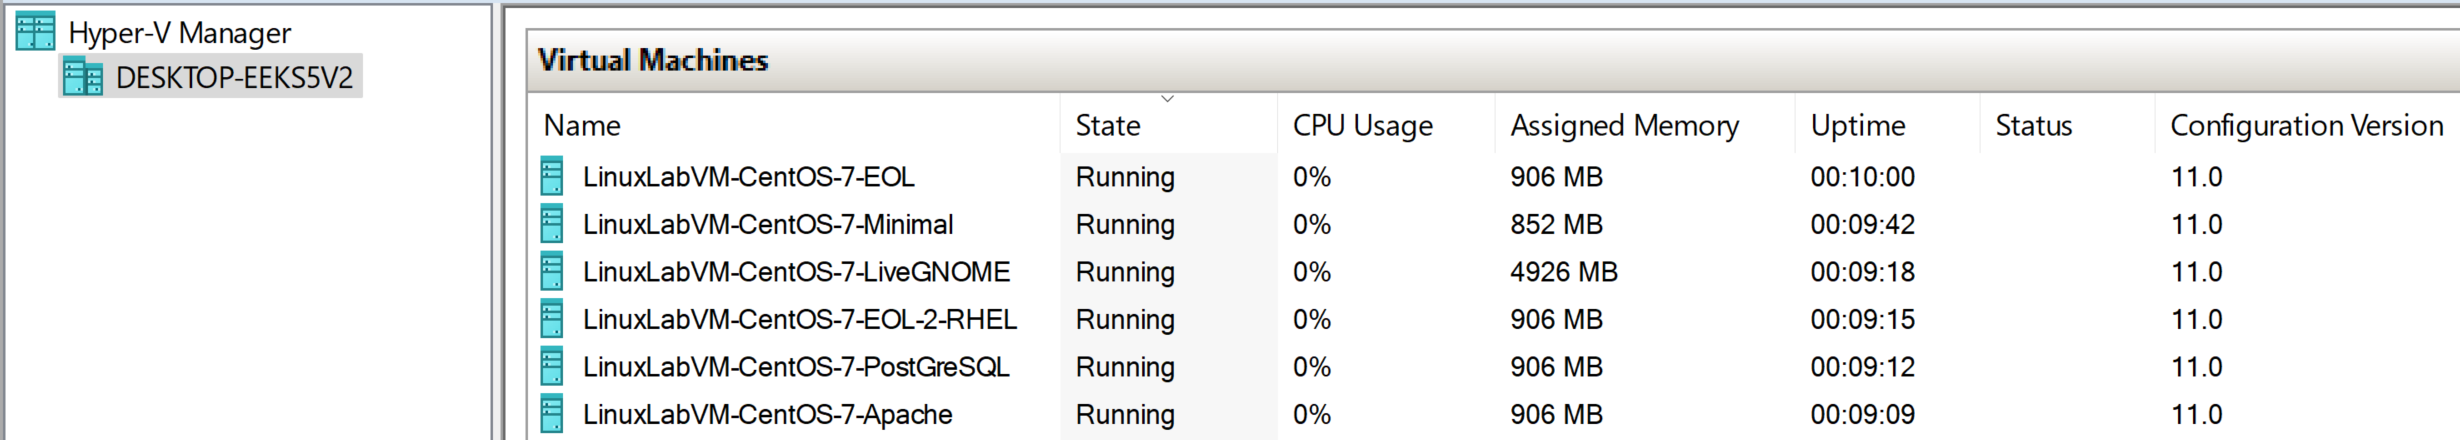 Hyper-V Manager
DESKTOP-EEKS5V2
Virtual Machines
Name State CPU Usage Assigned Memory Uptime Status Configuration Version
LinuxLabVM-CentOS-7-EOL Running 0% 906 MB 00:10:00 11.0
LinuxLabVM-CentOS-7-Minimal Running 0% 852 MB 00:09:42 11.0
LinuxLabVM-CentOS-7-LiveGNOME Running 0% 4926 MB 00:09:18 11.0
LinuxLabVM-CentOS-7-EOL-2-RHEL Running 0% 906 MB 00:09:15 11.0
LinuxLabVM-CentOS-7-PostGreSQL Running 0% 906 MB 00:09:12 11.0
LinuxLabVM-CentOS-7-Apache Running 0% 906 MB 00:09:09 11.0